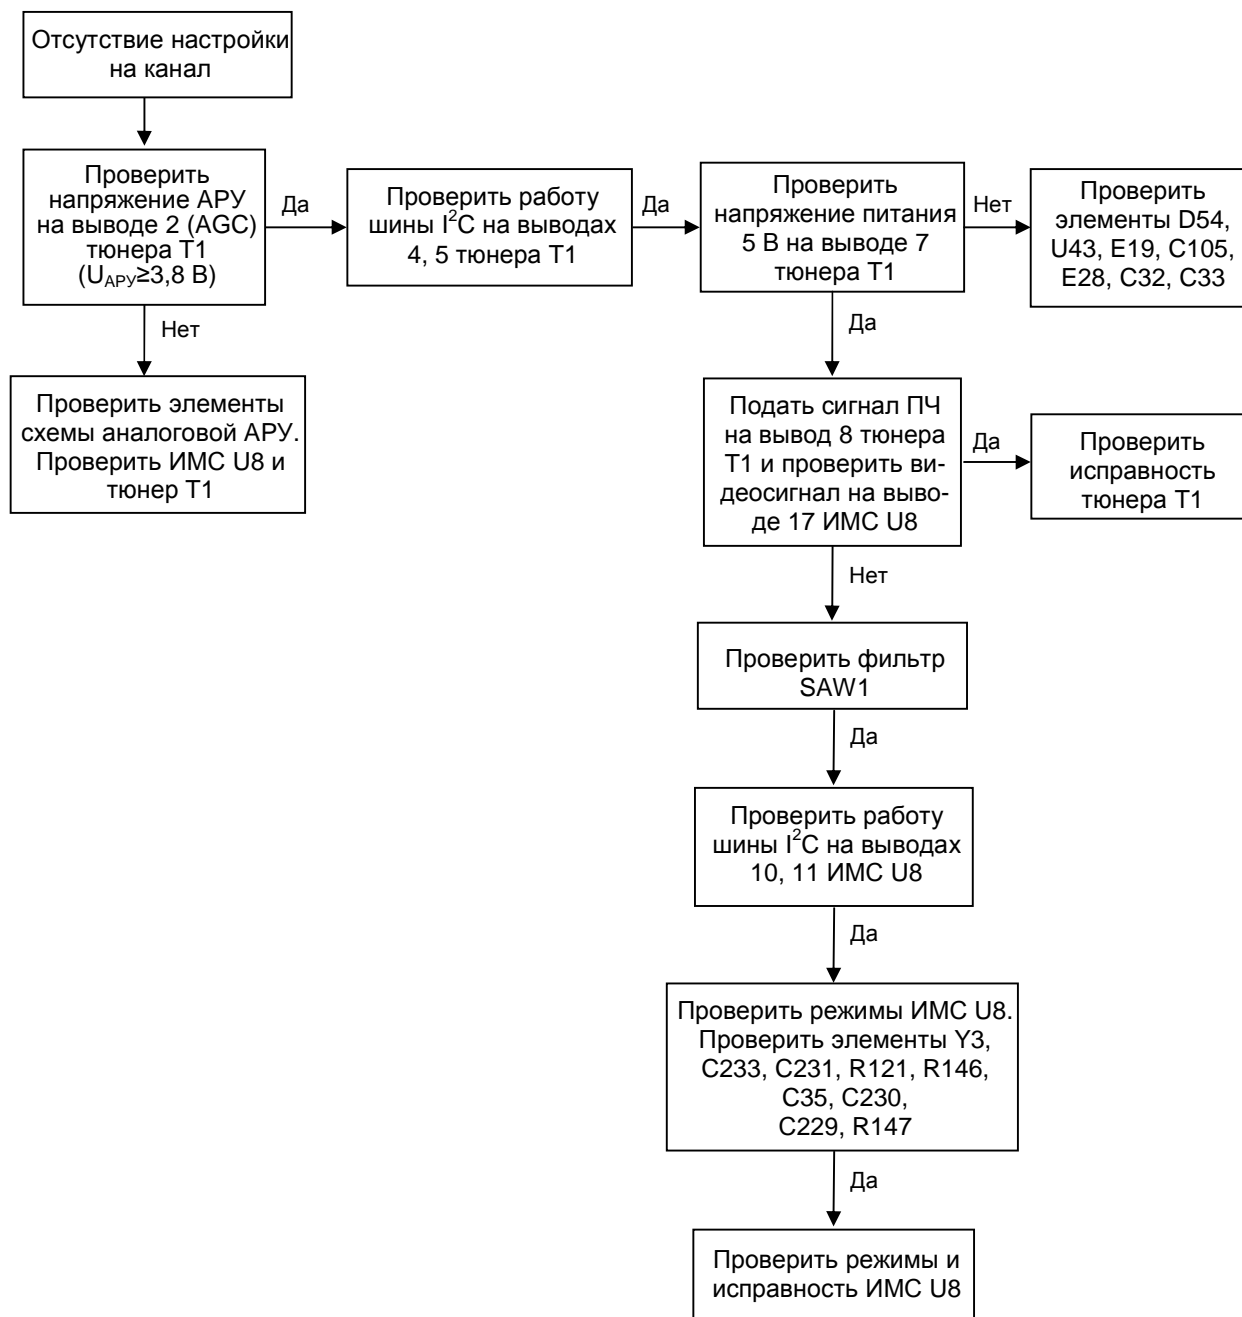 Отсутствие настройки
на канал
Проверить
напряжение АРУ
на выводе 2 (AGC)
тюнера Т1
(UАРУ≥3,8 В)
Да
Проверить работу
шины I²C на выводах
4, 5 тюнера Т1
Да
Проверить
напряжение питания
5 В на выводе 7
тюнера Т1
Нет
Проверить
элементы D54,
U43, E19, C105,
E28, C32, C33
Нет
Да
Проверить элементы
схемы аналоговой АРУ.
Проверить ИМС U8 и
тюнер Т1
Подать сигнал ПЧ
на вывод 8 тюнера
Т1 и проверить ви-
деосигнал на выво-
де 17 ИМС U8
Да
Проверить
исправность
тюнера Т1
Нет
Проверить фильтр
SAW1
Да
Проверить работу
шины I²C на выводах
10, 11 ИМС U8
Да
Проверить режимы ИМС U8.
Проверить элементы Y3,
C233, C231, R121, R146,
C35, C230,
C229, R147
Да
Проверить режимы и
исправность ИМС U8